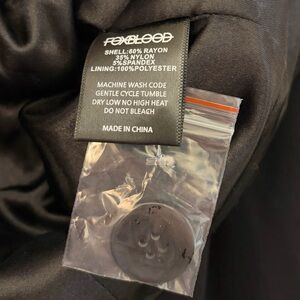 FOXBLOOD
SHELL:60% RAYON
35% NYLON
5%SPANDEX
LINING:100%POLYESTER
MACHINE WASH CODE
GENTLE CYCLE TUMBLE
DRY LOW NO HIGH HEAT
DO NOT BLEACH
MADE IN CHINA